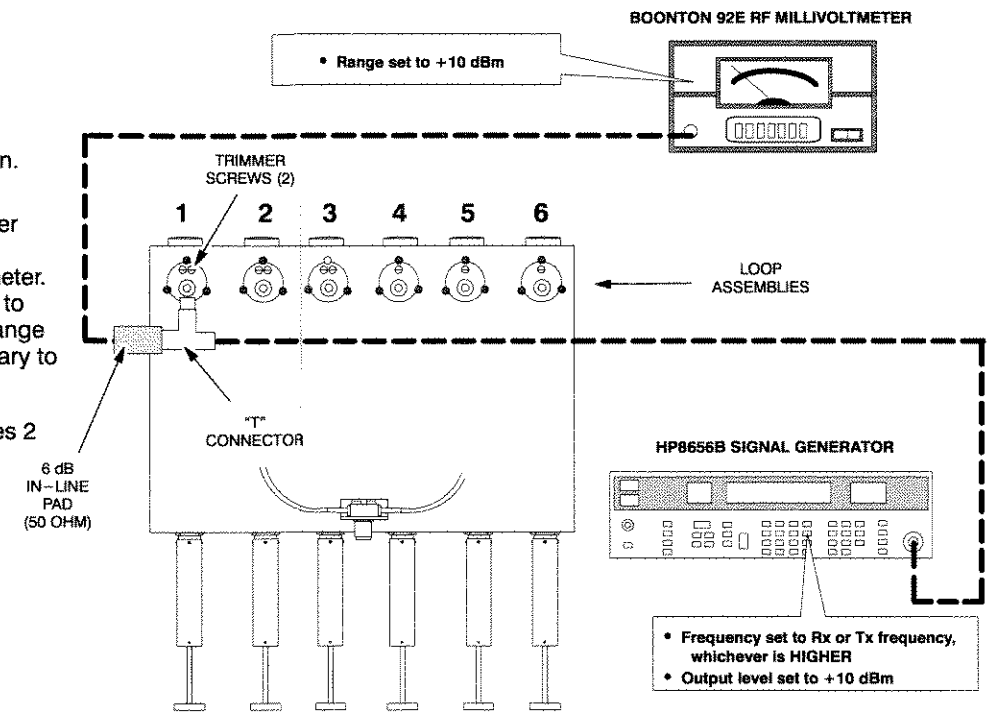 BOONTON 92E RF MILLIVOLTMETER
• Range set to +10 dBm
n.
er
eter.
to
ange
ary to
es 2
TRIMMER
SCREWS (2)
1 2 3 4 5 6
LOOP
ASSEMBLIES
"T"
CONNECTOR
6 dB
IN-LINE
PAD
(50 OHM)
HP8656B SIGNAL GENERATOR
• Frequency set to Rx or Tx frequency,
whichever is HIGHER
• Output level set to +10 dBm